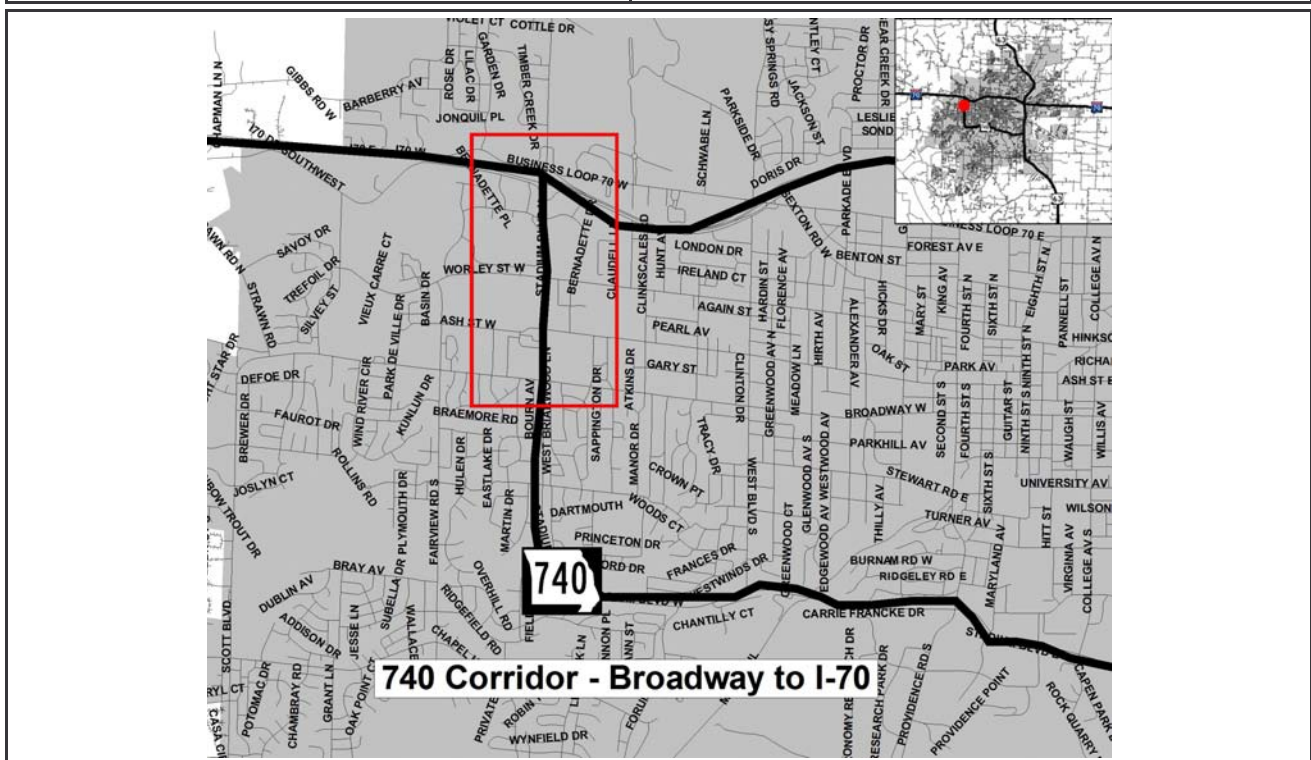 COTTLE DR
GARDEN DR
LILAC DR
ROSE DR
TIMBER CREEK DR
BARBERRY AV
JONQUIL PL
GIBBS RD W
CHAPMAN LN N
JACKSON ST
PROCTOR DR
PARKSIDE DR
SCHWABE LN
DORIS DR
PARKADE BLVD
I70 DR SOUTHWEST
BUSINESS LOOP 70 W
BERNADETTE PL
SEXTON RD W
BENTON ST
FOREST AV E
LONDON DR
IRELAND CT
HUNT AV
SAVOY DR
TREFOIL DR
SILVEY ST
STRAWN RD
VIEUX CARRE CT
PARK DE VILLE DR
BASIN DR
WORLEY ST W
ASH ST W
AGAIN ST
PEARL AV
GARY ST
HARDIN ST
FLORENCE AV
HIRTH AV
ALEXANDER AV
HICKS DR
MARY ST
KING AV
FOURTH ST N
SIXTH ST N
EIGHTH ST N
NINTH ST N
PANNELL ST
COLLEGE AV N
OAK ST
PARK AV
DEFOE DR
BREWER DR
FAUROT DR
WIND RIVER CIR
KUNLUN DR
BRAEMORE RD
BOURN AV
WEST BRIARWOOD LN
SAPPINGTON DR
ATKINS DR
CLINTON DR
GREENWOOD AV N
MEADOW LN
BROADWAY W
PARKHILL AV
SECOND ST S
FOURTH ST S
GUITAR ST
NINTH ST S
WAUGH ST
WILLIS AV
JOSLYN CT
ROLLINS RD
HULEN DR
EASTLAKE DR
MARTIN DR
MANOR DR
TRACY DR
CROWN PT
WOODS CT
DARTMOUTH
PRINCETON DR
FRANCES DR
WEST BLVD S
GLENWOOD AV S
WESTWOOD AV
EDGEWOOD AV
GREENWOOD CT
THILLY AV
STEWART RD E
TURNER AV
SIXTH ST S
UNIVERSITY AV
WILSON
HITT ST
VIRGINIA AV
COLLEGE AV S
MARYLAND AV
BURNAM RD W
RIDGELEY RD E
CARRIE FRANCKE DR
CHANTILLY CT
DUBLIN AV
BRAY AV
ADDISON DR
SUBELLA DR
PLYMOUTH DR
FAIRVIEW RD S
OVERHILL RD
RIDGEFIELD RD
JESSE LN
SCOTT BLVD
740
740 Corridor - Broadway to I-70
POTOMAC DR
CHAMBRAY RD
GRANT LN
OAK POINT CT
WYNFIELD DR
RESEARCH PARK DR
PROVIDENCE RD S
PROVIDENCE POINT